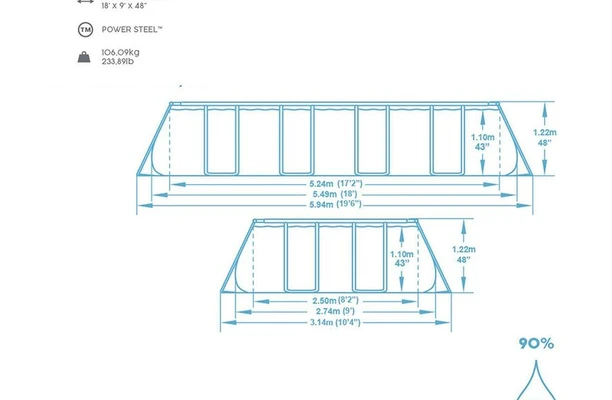 18' x 9' x 48"
TM POWER STEEL™
106,09kg
233,89lb
1.10m
43"
1.22m
48"
5.24m (17'2")
5.49m (18')
5.94m (19'6")
1.10m
43"
1.22m
48"
2.50m (8'2")
2.74m (9')
3.14m (10'4")
90%